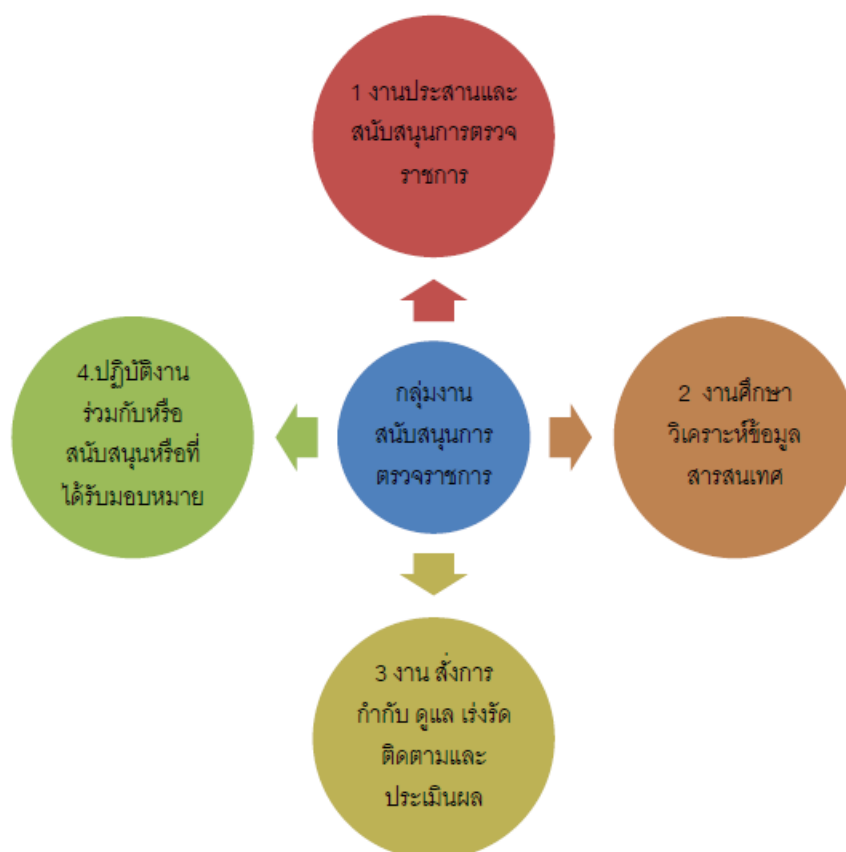 1 งานประสานและ
สนับสนุนการตรวจ
ราชการ
4.ปฏิบัติงาน
ร่วมกับหรือ
สนับสนุนหรือที่
ได้รับมอบหมาย
กลุ่มงาน
สนับสนุนการ
ตรวจราชการ
2 งานศึกษา
วิเคราะห์ข้อมูล
สารสนเทศ
3 งาน สั่งการ
กำกับ ดูแล เร่งรัด
ติดตามและ
ประเมินผล